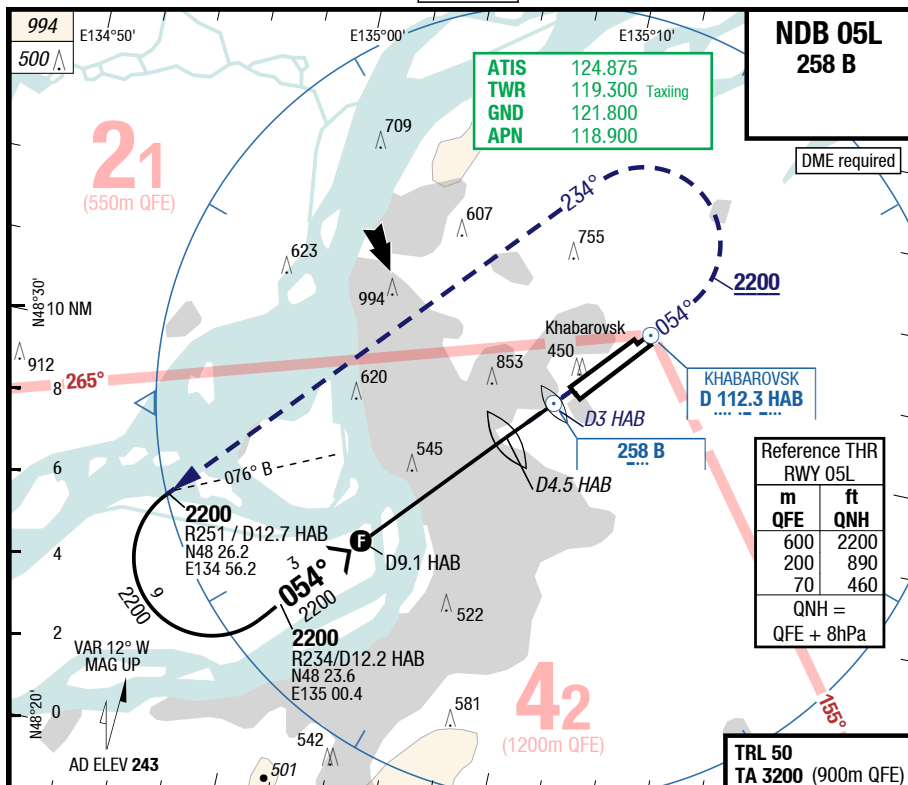 994
500
E134°50'
E135°00'
E135°10'
NDB 05L
258 B
DME required
ATIS 124.875
TWR 119.300 Taxiing
GND 121.800
APN 118.900
21
(550m QFE)
709
607
623
755
234°
2200
994
N48°30'
10 NM
054°
Khabarovsk
450
912
853
265°
620
8
KHABAROVSK
D 112.3 HAB
D3 HAB
258 B
545
6
076° B
D4.5 HAB
2200
R251 / D12.7 HAB
N48 26.2
E134 56.2
F
D9.1 HAB
4
3
054°
2200
9
2200
522
2
2200
R234/D12.2 HAB
N48 23.6
E135 00.4
VAR 12° W
MAG UP
N48°20'
0
AD ELEV 243
581
542
501
42
(1200m QFE)
155°
Reference THR
RWY 05L
m ft
QFE QNH
600 2200
200 890
70 460
QNH =
QFE + 8hPa
TRL 50
TA 3200 (900m QFE)